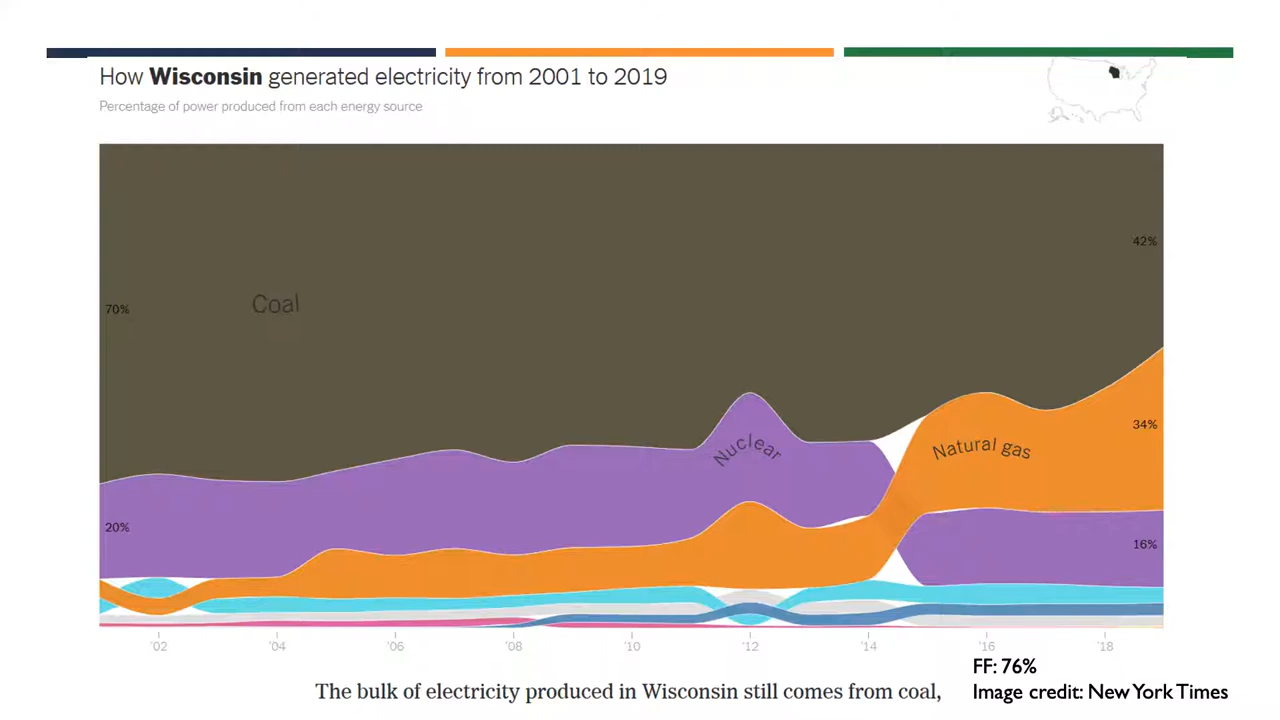 How Wisconsin generated electricity from 2001 to 2019
Percentage of power produced from each energy source
42%
70%
Coal
34%
Nuclear
Natural gas
20%
16%
'02 '04 '06 '08 '10 '12 '14 '16 '18
FF: 76%
The bulk of electricity produced in Wisconsin still comes from coal,
Image credit: New York Times